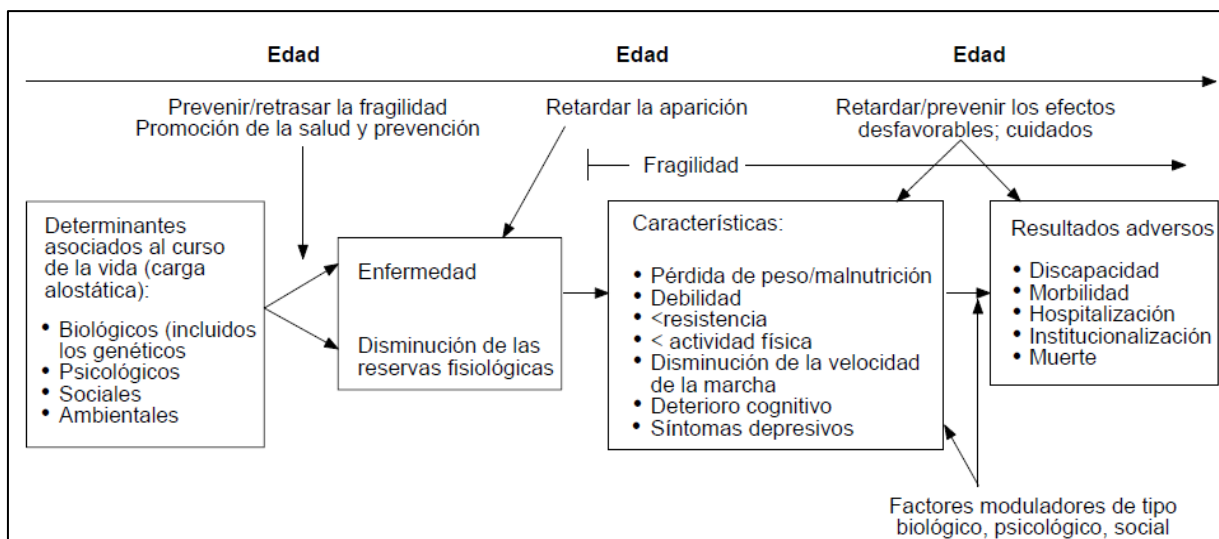 Edad
Edad
Edad
Prevenir/retrasar la fragilidad
Promoción de la salud y prevención
Retardar la aparición
Retardar/prevenir los efectos
desfavorables; cuidados
Fragilidad
Determinantes
asociados al curso
de la vida (carga
alostática):
• Biológicos (incluidos
los genéticos
• Psicológicos
• Sociales
• Ambientales
Enfermedad
Disminución de las
reservas fisiológicas
Características:
• Pérdida de peso/malnutrición
• Debilidad
• <resistencia
• < actividad física
• Disminución de la velocidad
de la marcha
• Deterioro cognitivo
• Síntomas depresivos
Resultados adversos
• Discapacidad
• Morbilidad
• Hospitalización
• Institucionalización
• Muerte
Factores moduladores de tipo
biológico, psicológico, social